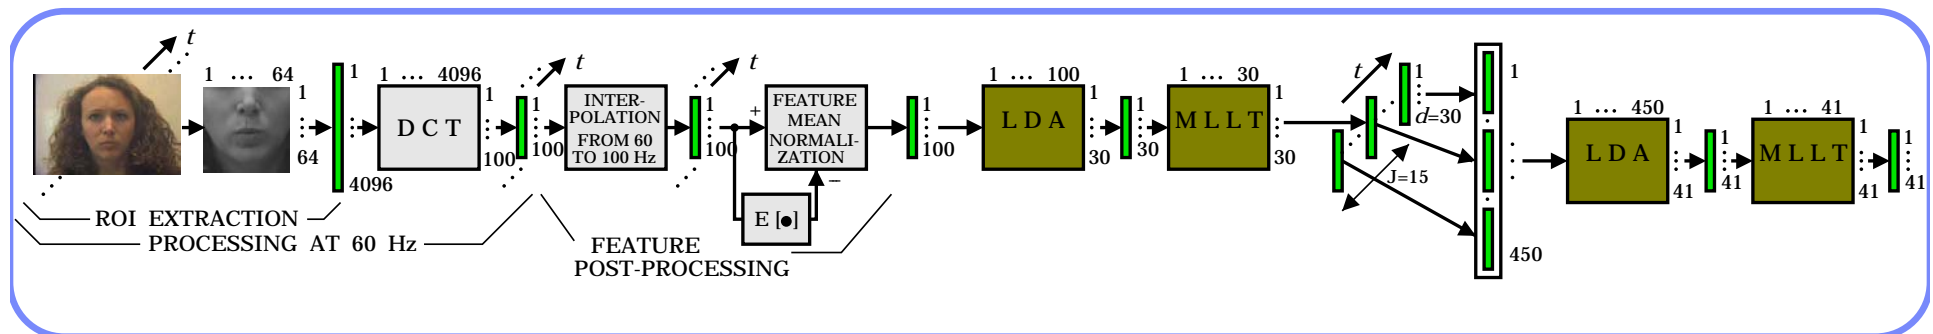 t
1 ... 64
1
64
1
4096
1 ... 4096
D C T
1
100
t
1
100
INTER-
POLATION
FROM 60
TO 100 Hz
t
1
100
+
FEATURE
MEAN
NORMALI-
ZATION
−
E [●]
1
100
1 ... 100
L D A
1
30
1
30
1 ... 30
M L L T
1
30
t
1
d=30
J=15
1
450
1 ... 450
L D A
1
41
1
41
1 ... 41
M L L T
1
41
1
41
ROI EXTRACTION
PROCESSING AT 60 Hz
FEATURE
POST-PROCESSING